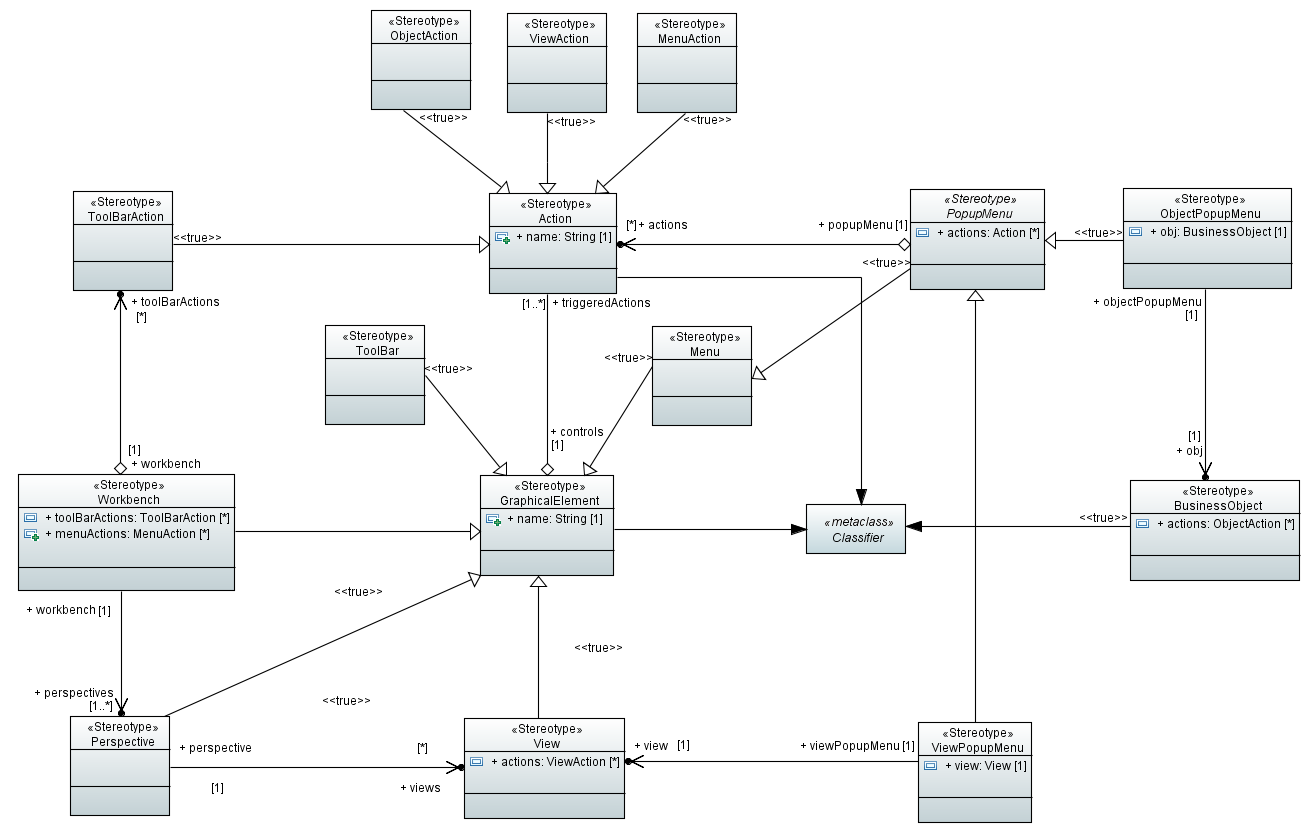 «Stereotype»
ObjectAction
«Stereotype»
ViewAction
«Stereotype»
MenuAction
<<true>>
<<true>>
<<true>>
«Stereotype»
ToolBarAction
<<true>>
«Stereotype»
Action
+ name: String [1]
[*] + actions
+ popupMenu [1]
«Stereotype»
PopupMenu
+ actions: Action [*]
<<true>>
<<true>>
«Stereotype»
ObjectPopupMenu
+ obj: BusinessObject [1]
+ toolBarActions
[*]
[1..*] + triggeredActions
+ objectPopupMenu
[1]
«Stereotype»
ToolBar
<<true>>
«Stereotype»
Menu
<<true>>
+ controls
[1]
[1]
+ workbench
[1]
+ obj
«Stereotype»
Workbench
+ toolBarActions: ToolBarAction [*]
+ menuActions: MenuAction [*]
«Stereotype»
GraphicalElement
+ name: String [1]
«metaclass»
Classifier
<<true>>
«Stereotype»
BusinessObject
+ actions: ObjectAction [*]
+ workbench [1]
<<true>>
<<true>>
+ perspectives
[1..*]
<<true>>
«Stereotype»
Perspective
+ perspective
[1]
[*]
+ views
«Stereotype»
View
+ actions: ViewAction [*]
+ view [1]
+ viewPopupMenu [1]
«Stereotype»
ViewPopupMenu
+ view: View [1]